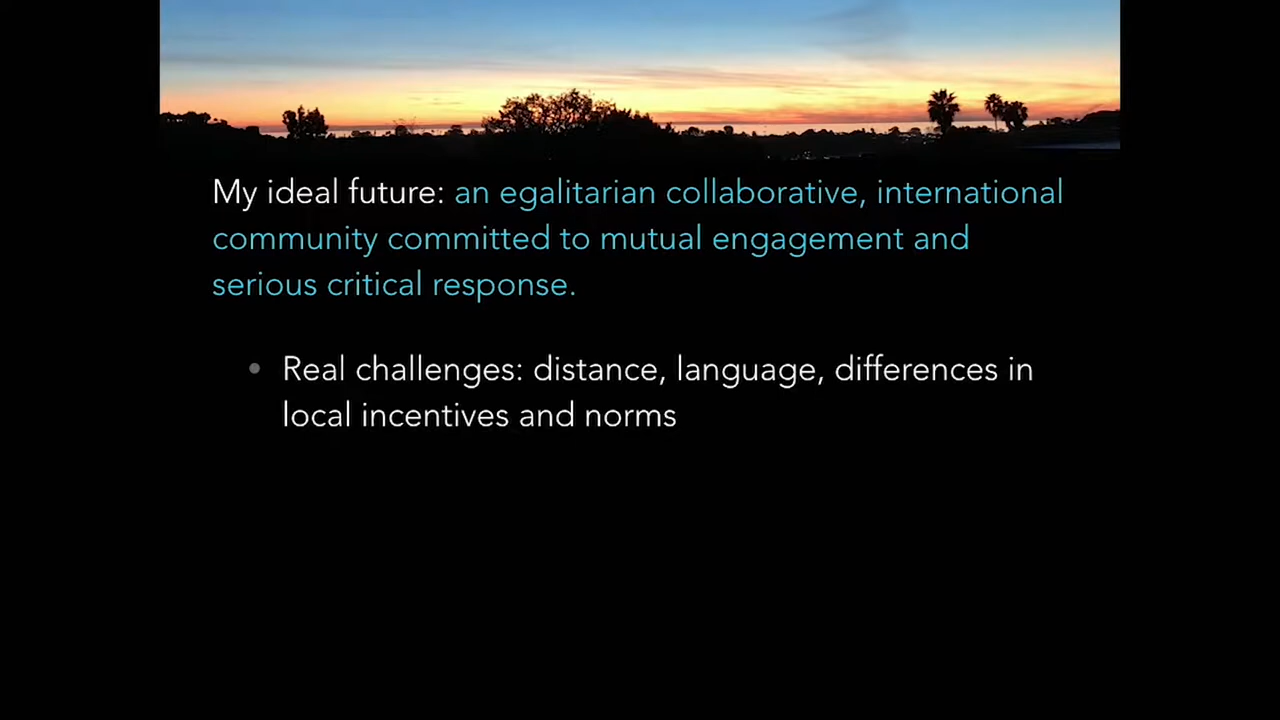 My ideal future: an egalitarian collaborative, international
community committed to mutual engagement and
serious critical response.
• Real challenges: distance, language, differences in
local incentives and norms